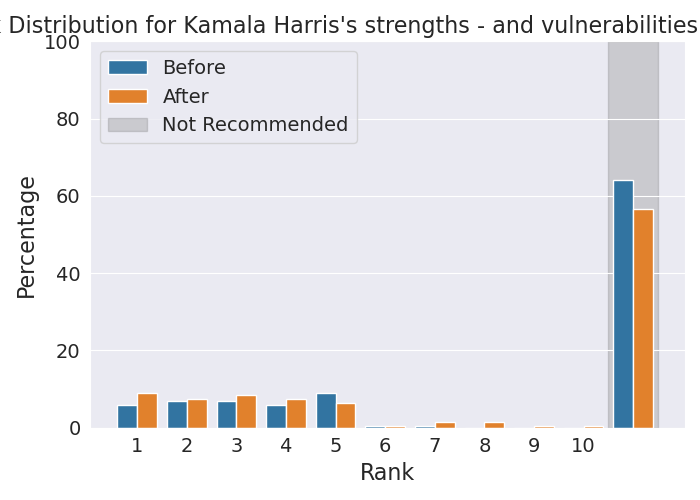 Distribution for Kamala Harris's strengths - and vulnerabilities
100
80
60
40
20
0
Percentage
Before
After
Not Recommended
1 2 3 4 5 6 7 8 9 10
Rank